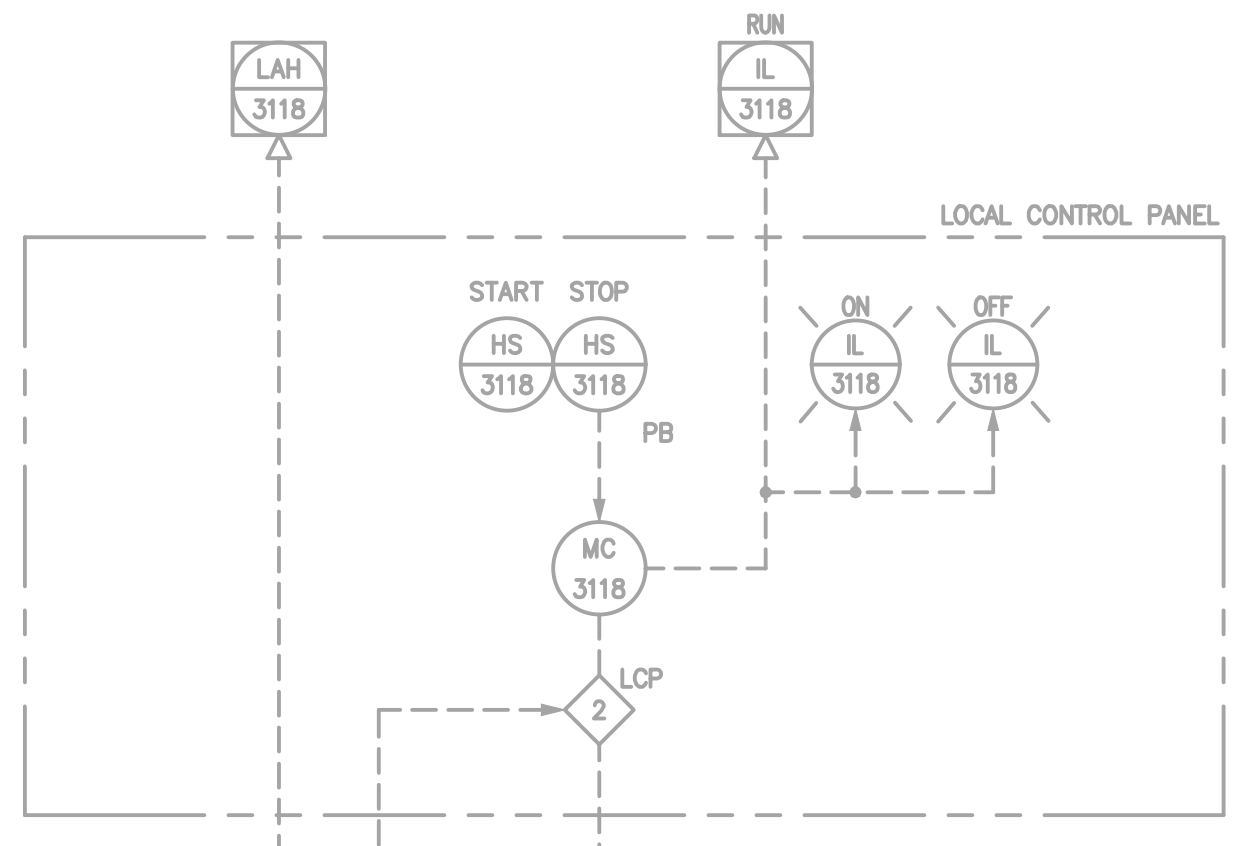 RUN
LAH
3118
IL
3118
LOCAL CONTROL PANEL
START STOP
HS
3118
HS
3118
ON
IL
3118
OFF
IL
3118
PB
MC
3118
LCP
2